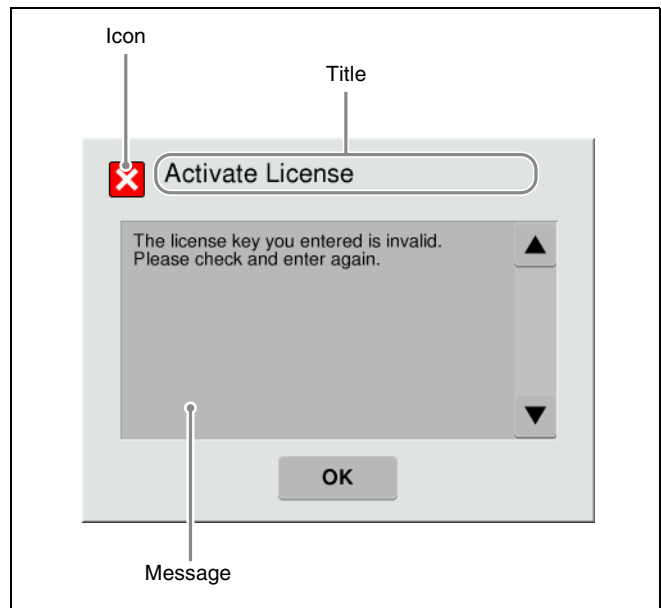 Icon
Title
Activate License
The license key you entered is invalid.
Please check and enter again.
OK
Message